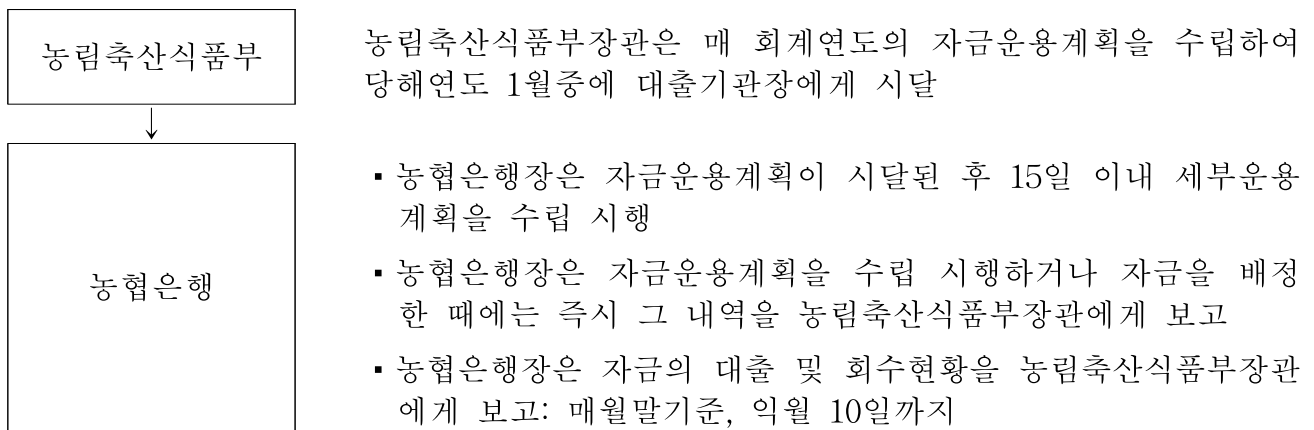 농림축산식품부
농림축산식품부장관은 매 회계연도의 자금운용계획을 수립하여
당해연도 1월중에 대출기관장에게 시달
↓
농협은행
▪농협은행장은 자금운용계획이 시달된 후 15일 이내 세부운용
계획을 수립 시행
▪농협은행장은 자금운용계획을 수립 시행하거나 자금을 배정
한 때에는 즉시 그 내역을 농림축산식품부장관에게 보고
▪농협은행장은 자금의 대출 및 회수현황을 농림축산식품부장관
에게 보고: 매월말기준, 익월 10일까지